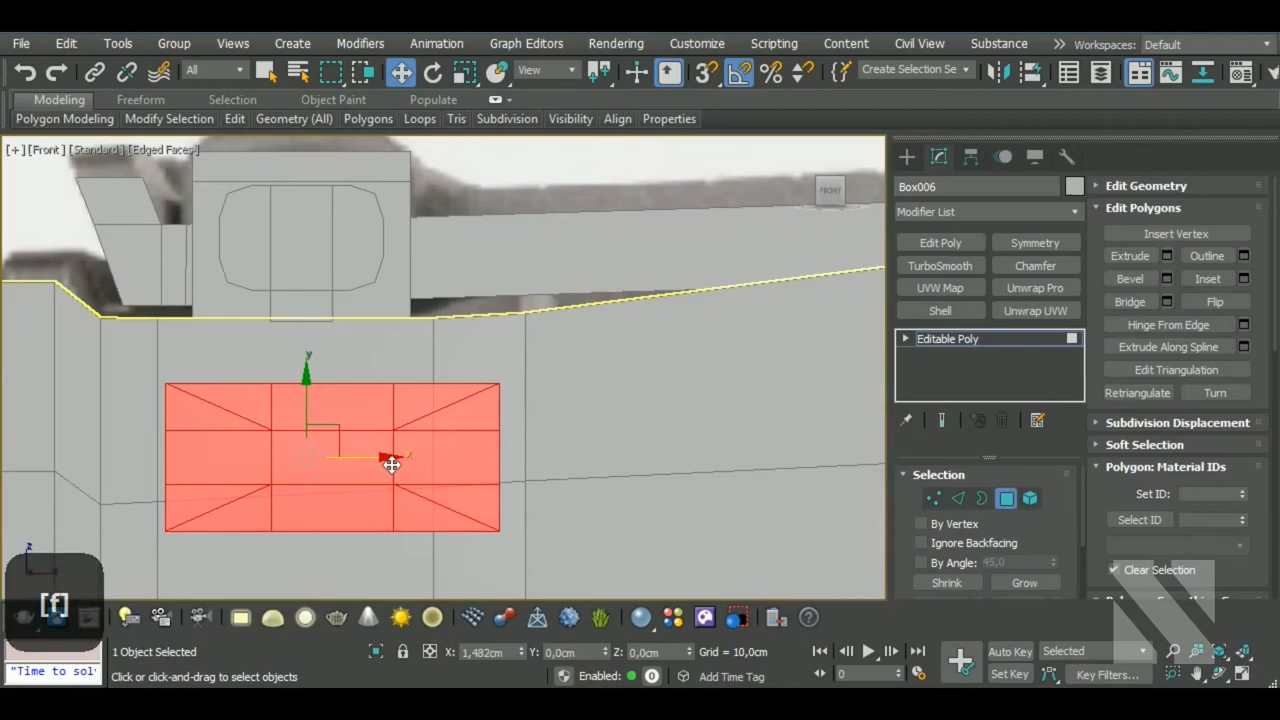 File Edit Tools Group Views Create Modifiers Animation Graph Editors Rendering Customize Scripting Content Civil View Substance Workspaces: Default
All View Create Selection Se
Modeling Freeform Selection Object Paint Populate
Polygon Modeling Modify Selection Edit Geometry (All) Polygons Loops Tris Subdivision Visibility Align Properties
[+] [Front] [Standard] [Edged Faces]
FRONT
Box006
Modifier List
Edit Poly Symmetry
TurboSmooth Chamfer
UVW Map Unwrap Pro
Shell Unwrap UVW
Editable Poly
Selection
By Vertex
Ignore Backfacing
By Angle: 45,0
Shrink Grow
Edit Geometry
Edit Polygons
Insert Vertex
Extrude Outline
Bevel Inset
Bridge Flip
Hinge From Edge
Extrude Along Spline
Edit Triangulation
Retriangulate Turn
Subdivision Displacement
Soft Selection
Polygon: Material IDs
Set ID:
Select ID
Clear Selection
y
x
z
[f]
"Time to sol
1 Object Selected
Click or click-and-drag to select objects
X: 1,482cm Y: 0,0cm Z: 0,0cm Grid = 10,0cm
Enabled: 0 Add Time Tag
0
Auto Key Selected
Set Key Key Filters...